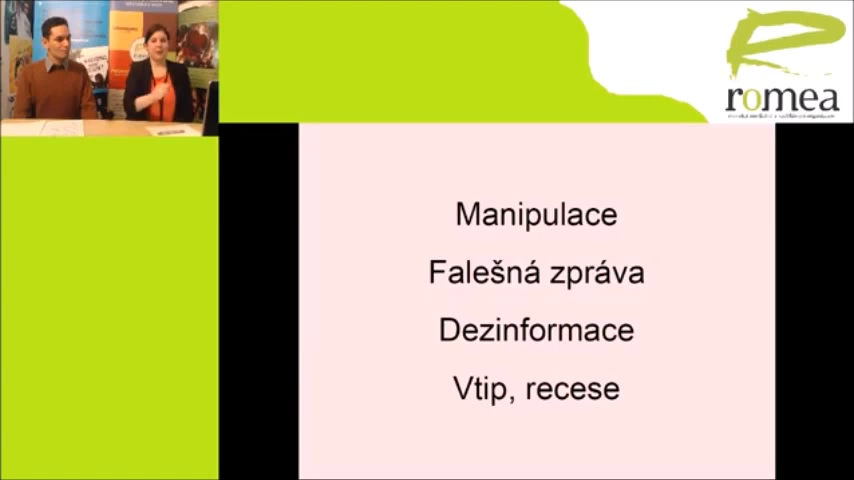 romea
Manipulace
Falešná zpráva
Dezinformace
Vtip, recese